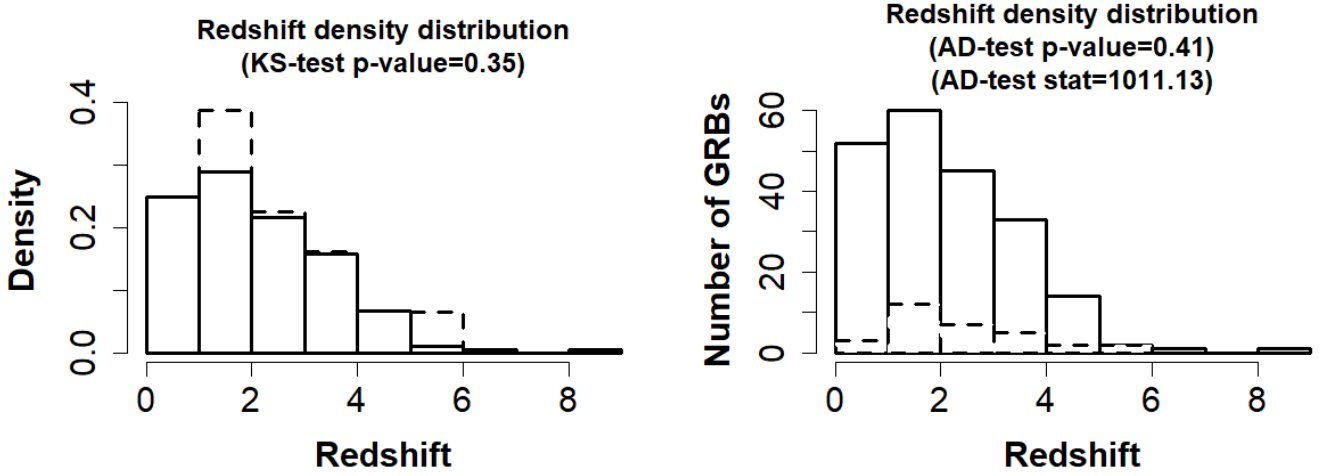 Redshift density distribution
(KS-test p-value=0.35)
Density
0.0
0.2
0.4
0
2
4
6
8
Redshift
Redshift density distribution
(AD-test p-value=0.41)
(AD-test stat=1011.13)
Number of GRBs
0
20
40
60
0
2
4
6
8
Redshift